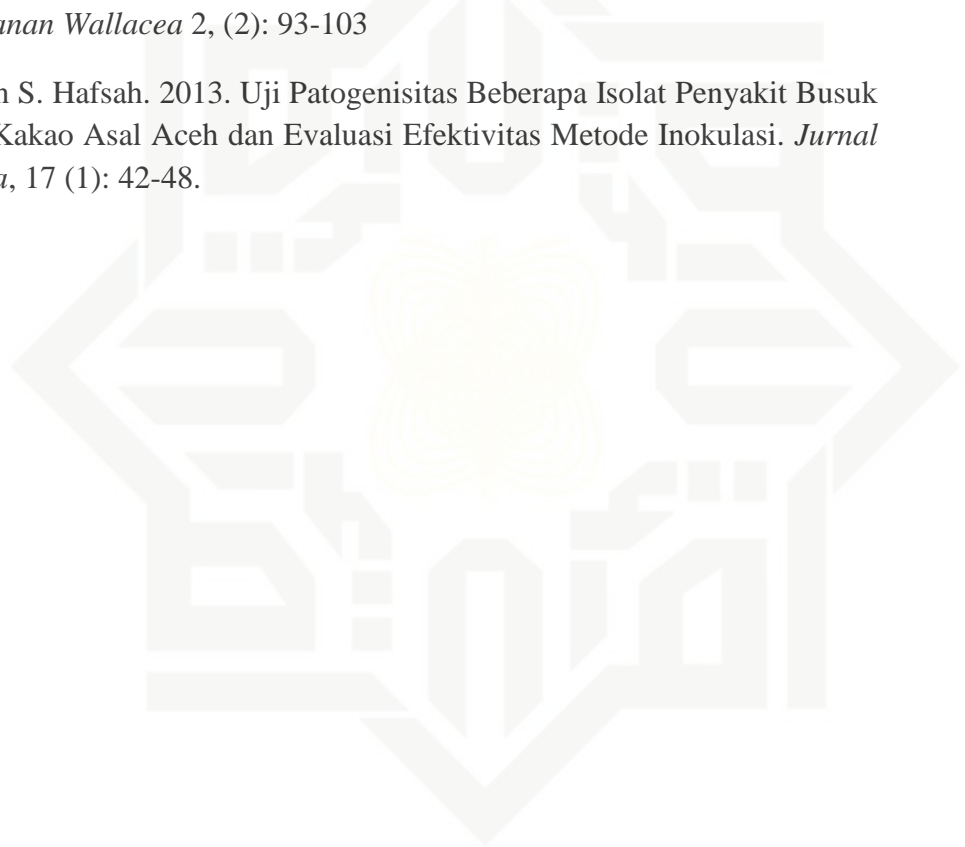 anan Wallacea 2, (2): 93-103
n S. Hafsah. 2013. Uji Patogenisitas Beberapa Isolat Penyakit Busuk
Kakao Asal Aceh dan Evaluasi Efektivitas Metode Inokulasi. Jurnal
a, 17 (1): 42-48.